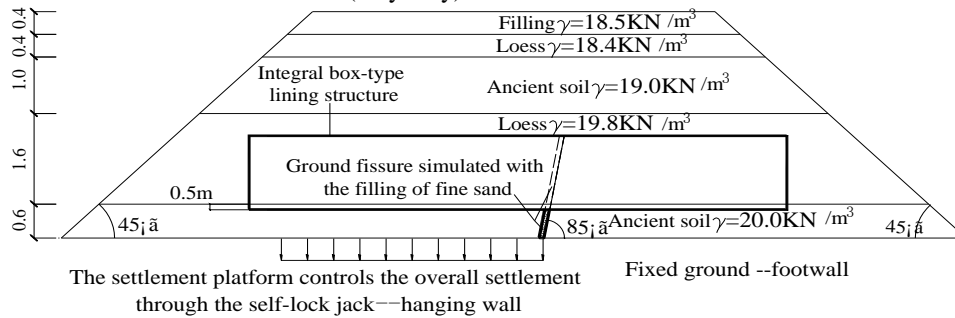 0.4
Filling γ=18.5KN /m³
0.4
Loess γ=18.4KN /m³
1.0
Integral box-type
lining structure
Ancient soil γ=19.0KN /m³
Loess γ=19.8KN /m³
1.6
Ground fissure simulated with
the filling of fine sand
0.5m
0.6
45¡ã
85¡ã
Ancient soil γ=20.0KN /m³
45¡ã
The settlement platform controls the overall settlement
through the self-lock jack——hanging wall
Fixed ground --footwall